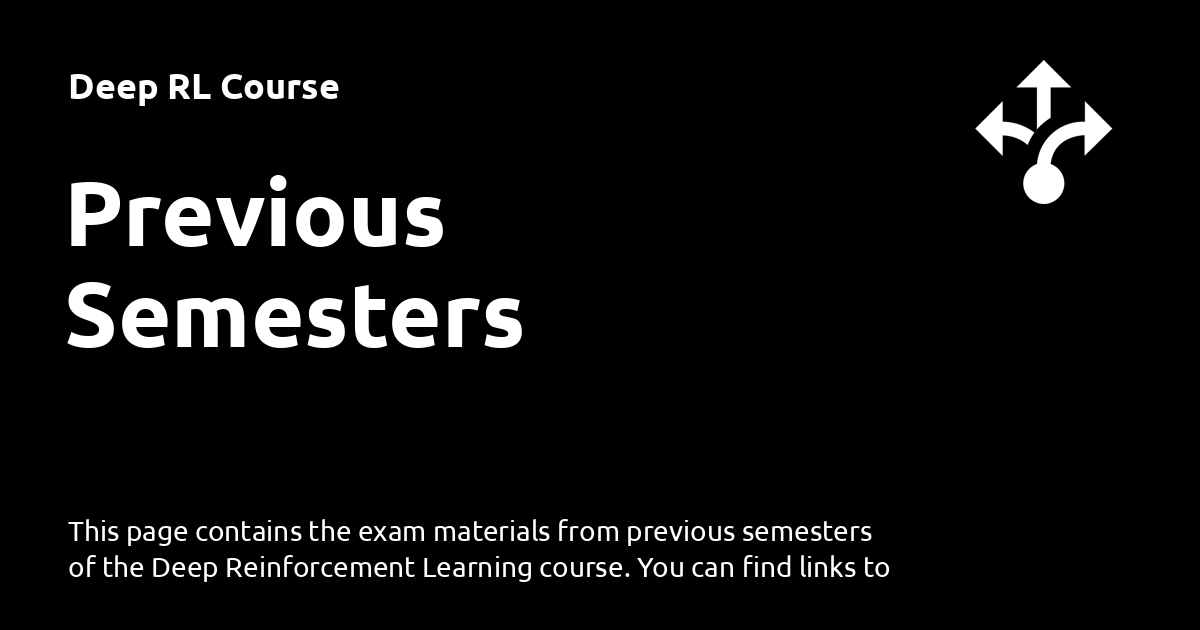 Deep RL Course
Previous
Semesters
This page contains the exam materials from previous semesters
of the Deep Reinforcement Learning course. You can find links to